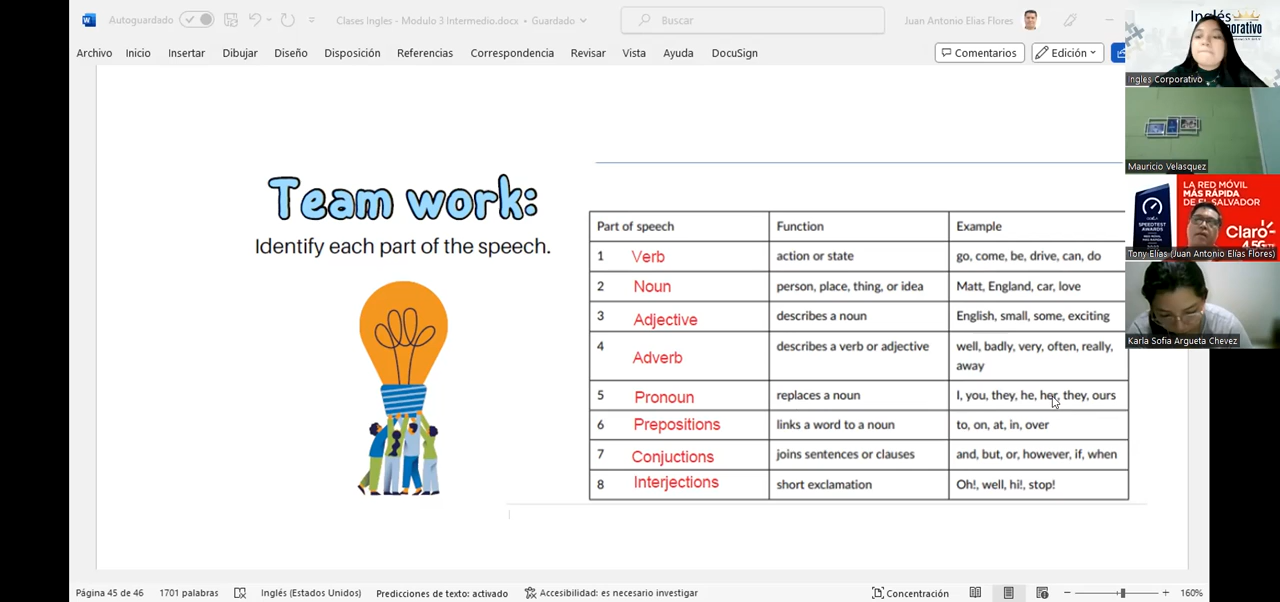 Autoguardado
Clases Ingles - Modulo 3 Intermedio.docx • Guardado
Buscar
Juan Antonio Elias Flores
Archivo Inicio Insertar Dibujar Diseño Disposición Referencias Correspondencia Revisar Vista Ayuda DocuSign
Comentarios Edición
Team work:
Identify each part of the speech.
Part of speech Function Example
1 Verb action or state go, come, be, drive, can, do
2 Noun person, place, thing, or idea Matt, England, car, love
3 Adjective describes a noun English, small, some, exciting
4 Adverb describes a verb or adjective well, badly, very, often, really,
away
5 Pronoun replaces a noun I, you, they, he, her, they, ours
6 Prepositions links a word to a noun to, on, at, in, over
7 Conjuctions joins sentences or clauses and, but, or, however, if, when
8 Interjections short exclamation Oh!, well, hi!, stop!
Inglés
Ingles Corporativo
Mauricio Velasquez
LA RED MÓVIL
MÁS RÁPIDA
DE EL SALVADOR
SPEEDTEST
AWARDS
Claro
4.5G
Tony Elías (Juan Antonio Elías Flores)
Karla Sofia Argueta Chevez
Página 45 de 46 1701 palabras Inglés (Estados Unidos) Predicciones de texto: activado Accesibilidad: es necesario investigar Concentración 160%